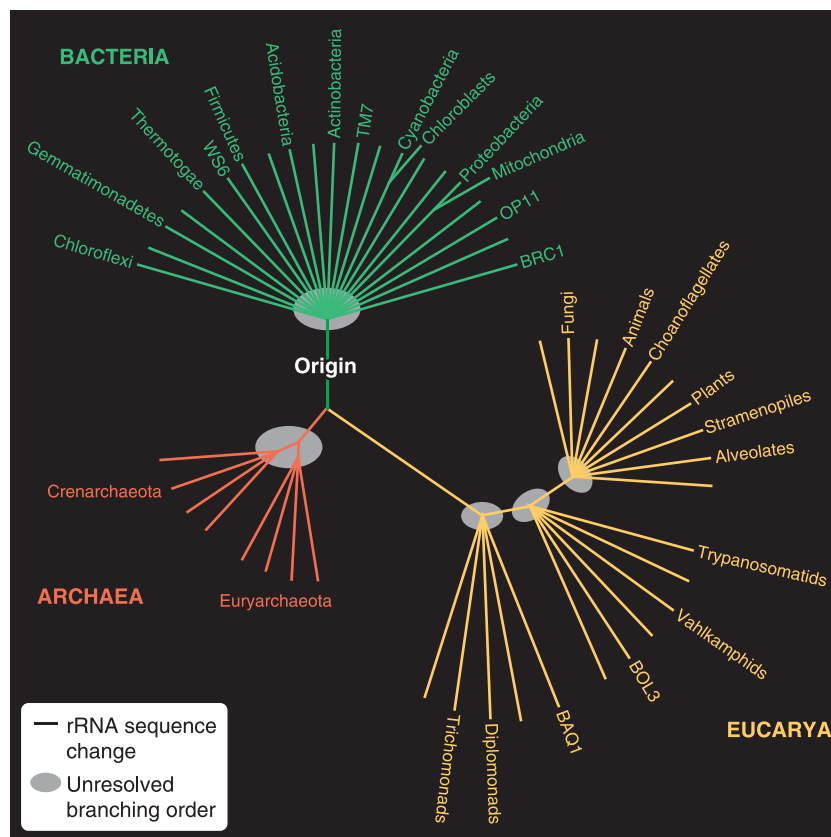 BACTERIA
Chloroflexi
Gemmatimonadetes
Thermotogae
WS6
Firmicutes
Acidobacteria
Actinobacteria
TM7
Cyanobacteria
Chloroblasts
Proteobacteria
Mitochondria
OP11
BRC1
Origin
Crenarchaeota
ARCHAEA
Euryarchaeota
Fungi
Animals
Choanoflagellates
Plants
Stramenopiles
Alveolates
Trypanosomatids
Vahlkamphids
BOL3
BAQ1
Diplomonads
Trichomonads
EUCARYA
rRNA sequence
change
Unresolved
branching order